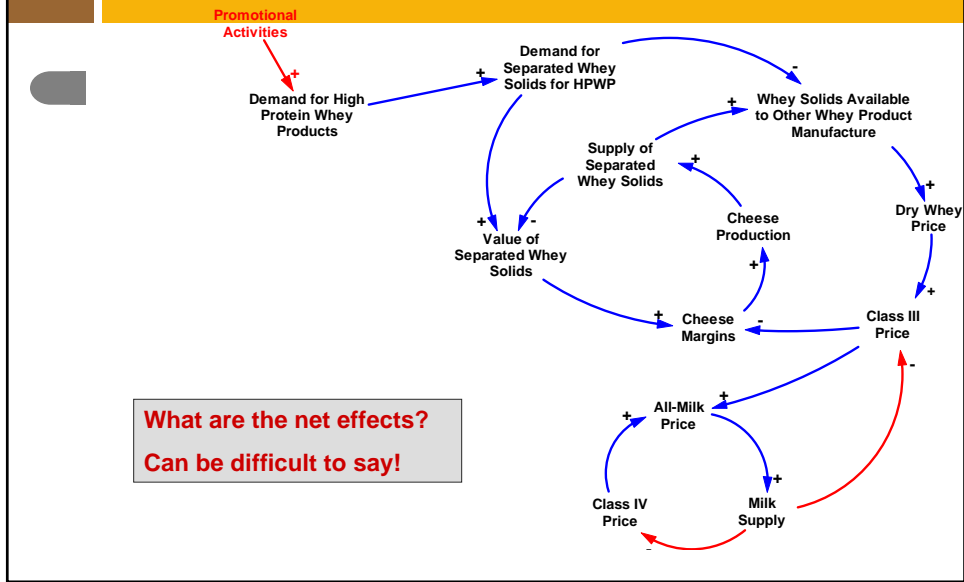 Promotional
Activities
+
Demand for High
Protein Whey
Products
+
Demand for
Separated Whey
Solids for HPWP
-
+
Whey Solids Available
to Other Whey Product
Manufacture
Supply of
Separated
Whey Solids
+
+
Dry Whey
Price
Cheese
Production
+
-
Value of
Separated Whey
Solids
+
+
+
Cheese
Margins
-
Class III
Price
-
+
All-Milk
Price
+
What are the net effects?
Can be difficult to say!
+
Class IV
Price
Milk
Supply
-